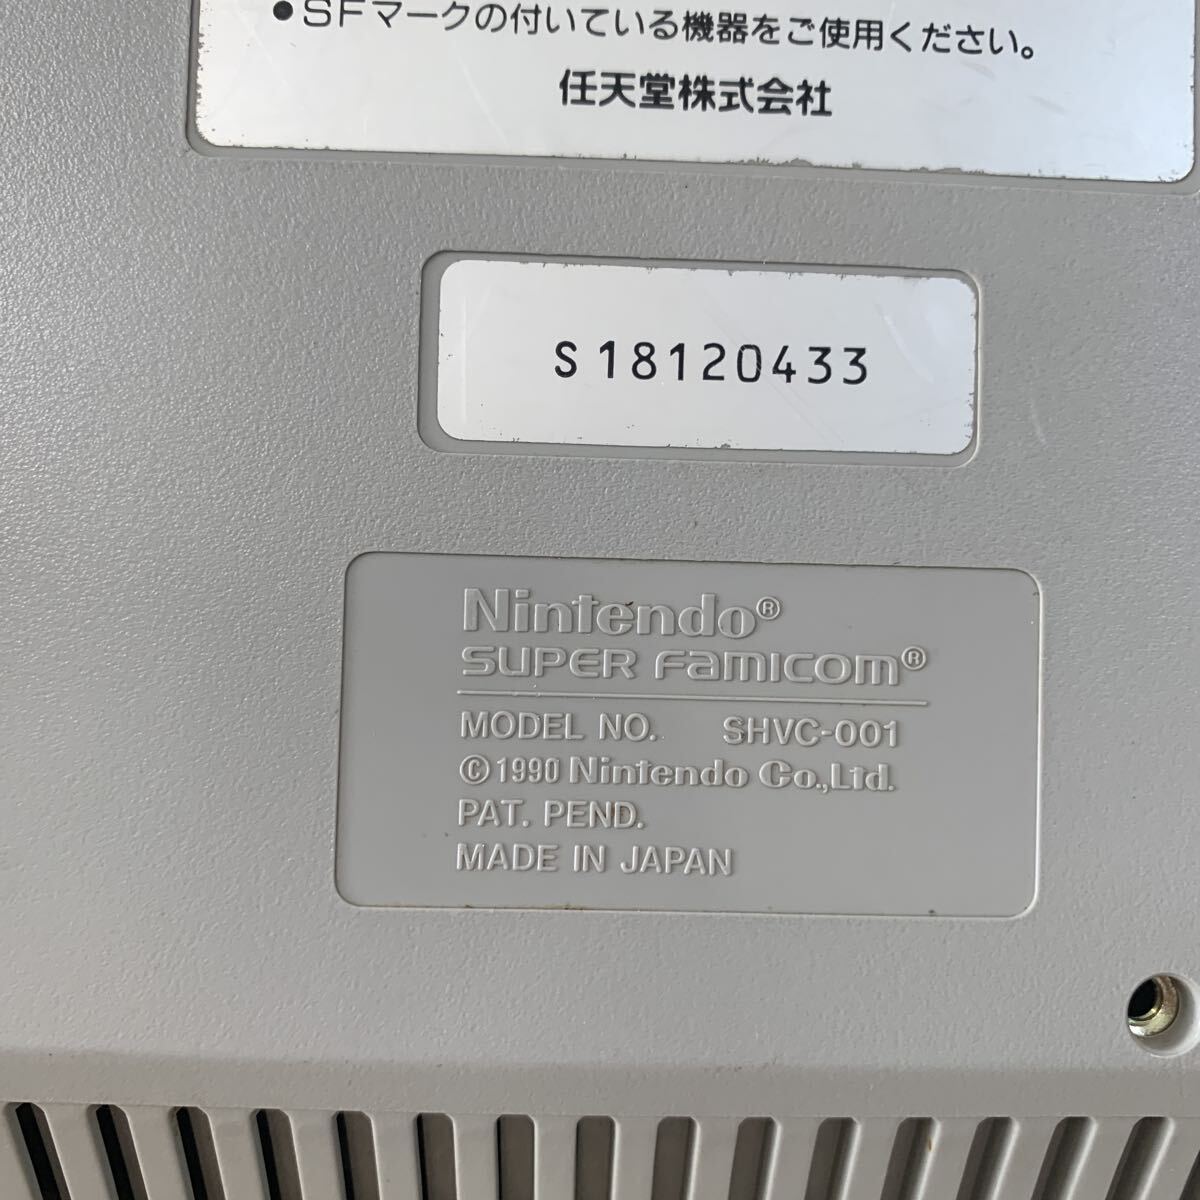 ●SFマークの付いている機器をご使用ください。
任天堂株式会社
S 18120433
Nintendo®
SUPER FAMICOM®
MODEL NO. SHVC-001
©1990 Nintendo Co.,Ltd.
PAT. PEND.
MADE IN JAPAN